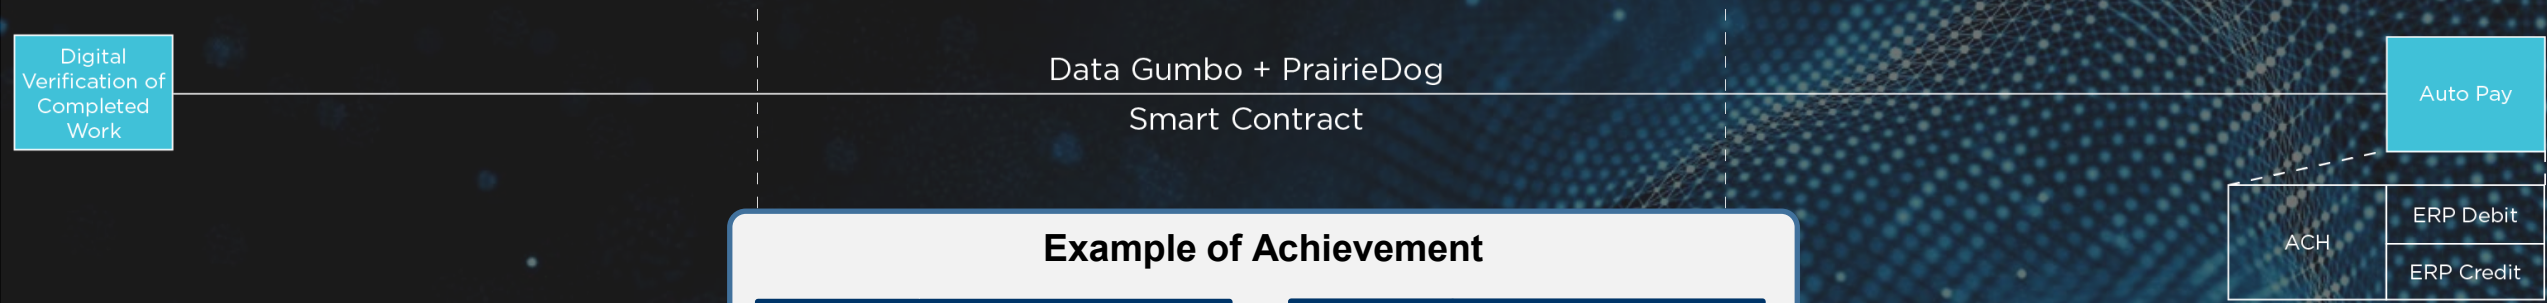 Digital
Verification of
Completed
Work
Data Gumbo + PrairieDog
Smart Contract
Auto Pay
ACH
ERP Debit
ERP Credit
Example of Achievement